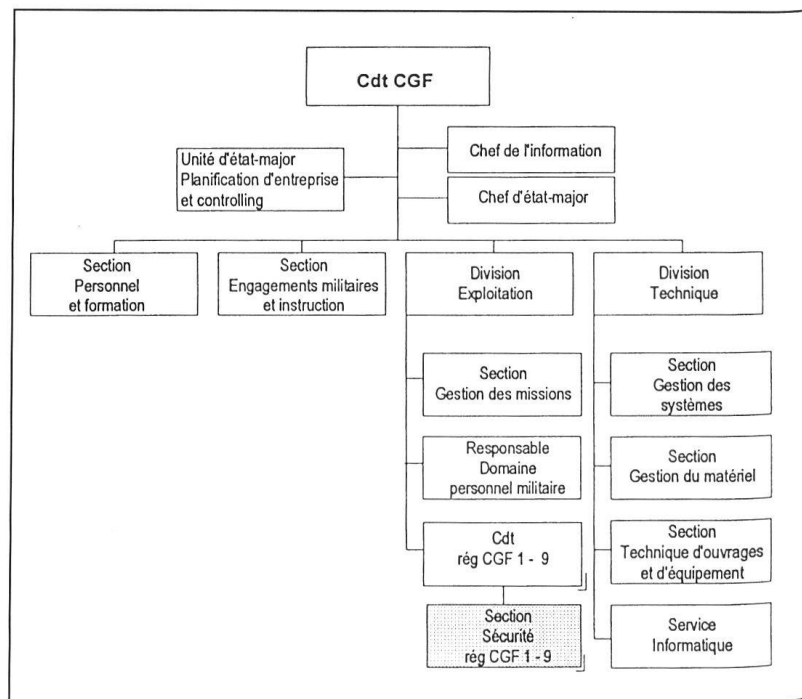 Cdt CGF
Unité d'état-major
Planification d'entreprise
et controlling
Chef de l'information
Chef d'état-major
Section
Personnel
et formation
Section
Engagements militaires
et instruction
Division
Exploitation
Division
Technique
Section
Gestion des missions
Section
Gestion des
systèmes
Responsable
Domaine
personnel militaire
Section
Gestion du matériel
Cdt
rég CGF 1 - 9
Section
Technique d'ouvrages
et d'équipement
Section
Sécurité
rég CGF 1 - 9
Service
Informatique